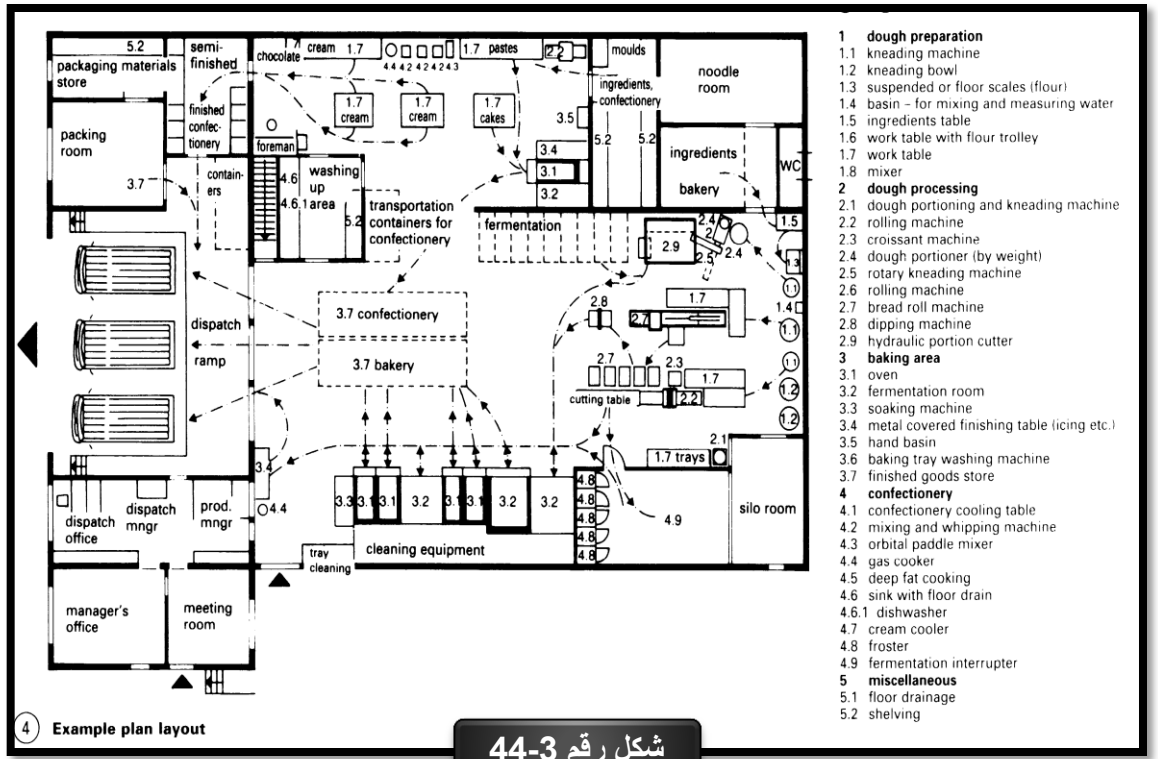 5.2
packaging materials
store
semi-
finished
finished
confec-
tionery
packing
room
3.7
contain-
ers
chocolate
1.7
cream 1.7
4.4 4.2 4.2 4.2 4.3
1.7 pastes
2.2
1.7
cream
1.7
cream
1.7
cakes
3.5
3.4
3.1
3.2
foreman
moulds
ingredients,
confectionery
5.2
5.2
noodle
room
ingredients
bakery
WC
4.6
4.6.1
washing
up
area
5.2
transportation
containers for
confectionery
fermentation
2.9
2.4
2
2.5
2.4
1.5
1.3
1.1
1.4
1.1
1.1
1.2
1.2
1.7
2.7
2.8
2.7
2.3
1.7
2.2
cutting table
2.1
1.7 trays
3.7 confectionery
3.7 bakery
dispatch
ramp
3.4
4.4
3.3
3.1
3.1
3.2
3.1
3.1
3.2
3.2
4.8
4.8
4.8
4.8
4.8
4.9
silo room
tray
cleaning
cleaning equipment
dispatch
office
dispatch
mngr
prod.
mngr
manager's
office
meeting
room
4 Example plan layout
1 dough preparation
1.1 kneading machine
1.2 kneading bowl
1.3 suspended or floor scales (flour)
1.4 basin – for mixing and measuring water
1.5 ingredients table
1.6 work table with flour trolley
1.7 work table
1.8 mixer
2 dough processing
2.1 dough portioning and kneading machine
2.2 rolling machine
2.3 croissant machine
2.4 dough portioner (by weight)
2.5 rotary kneading machine
2.6 rolling machine
2.7 bread roll machine
2.8 dipping machine
2.9 hydraulic portion cutter
3 baking area
3.1 oven
3.2 fermentation room
3.3 soaking machine
3.4 metal covered finishing table (icing etc.)
3.5 hand basin
3.6 baking tray washing machine
3.7 finished goods store
4 confectionery
4.1 confectionery cooling table
4.2 mixing and whipping machine
4.3 orbital paddle mixer
4.4 gas cooker
4.5 deep fat cooking
4.6 sink with floor drain
4.6.1 dishwasher
4.7 cream cooler
4.8 froster
4.9 fermentation interrupter
5 miscellaneous
5.1 floor drainage
5.2 shelving
شكل رقم 3-44